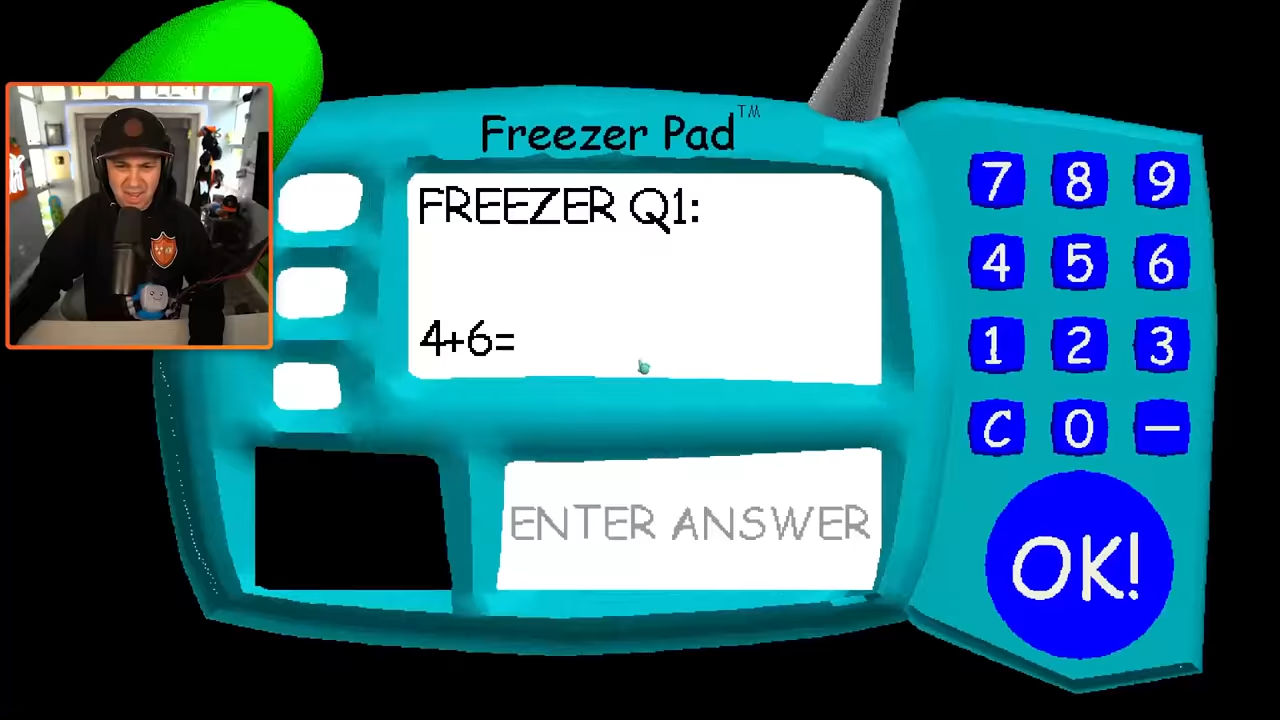 Freezer Pad™
FREEZER Q1:
4+6=
ENTER ANSWER
7 8 9
4 5 6
1 2 3
C 0 —
OK!